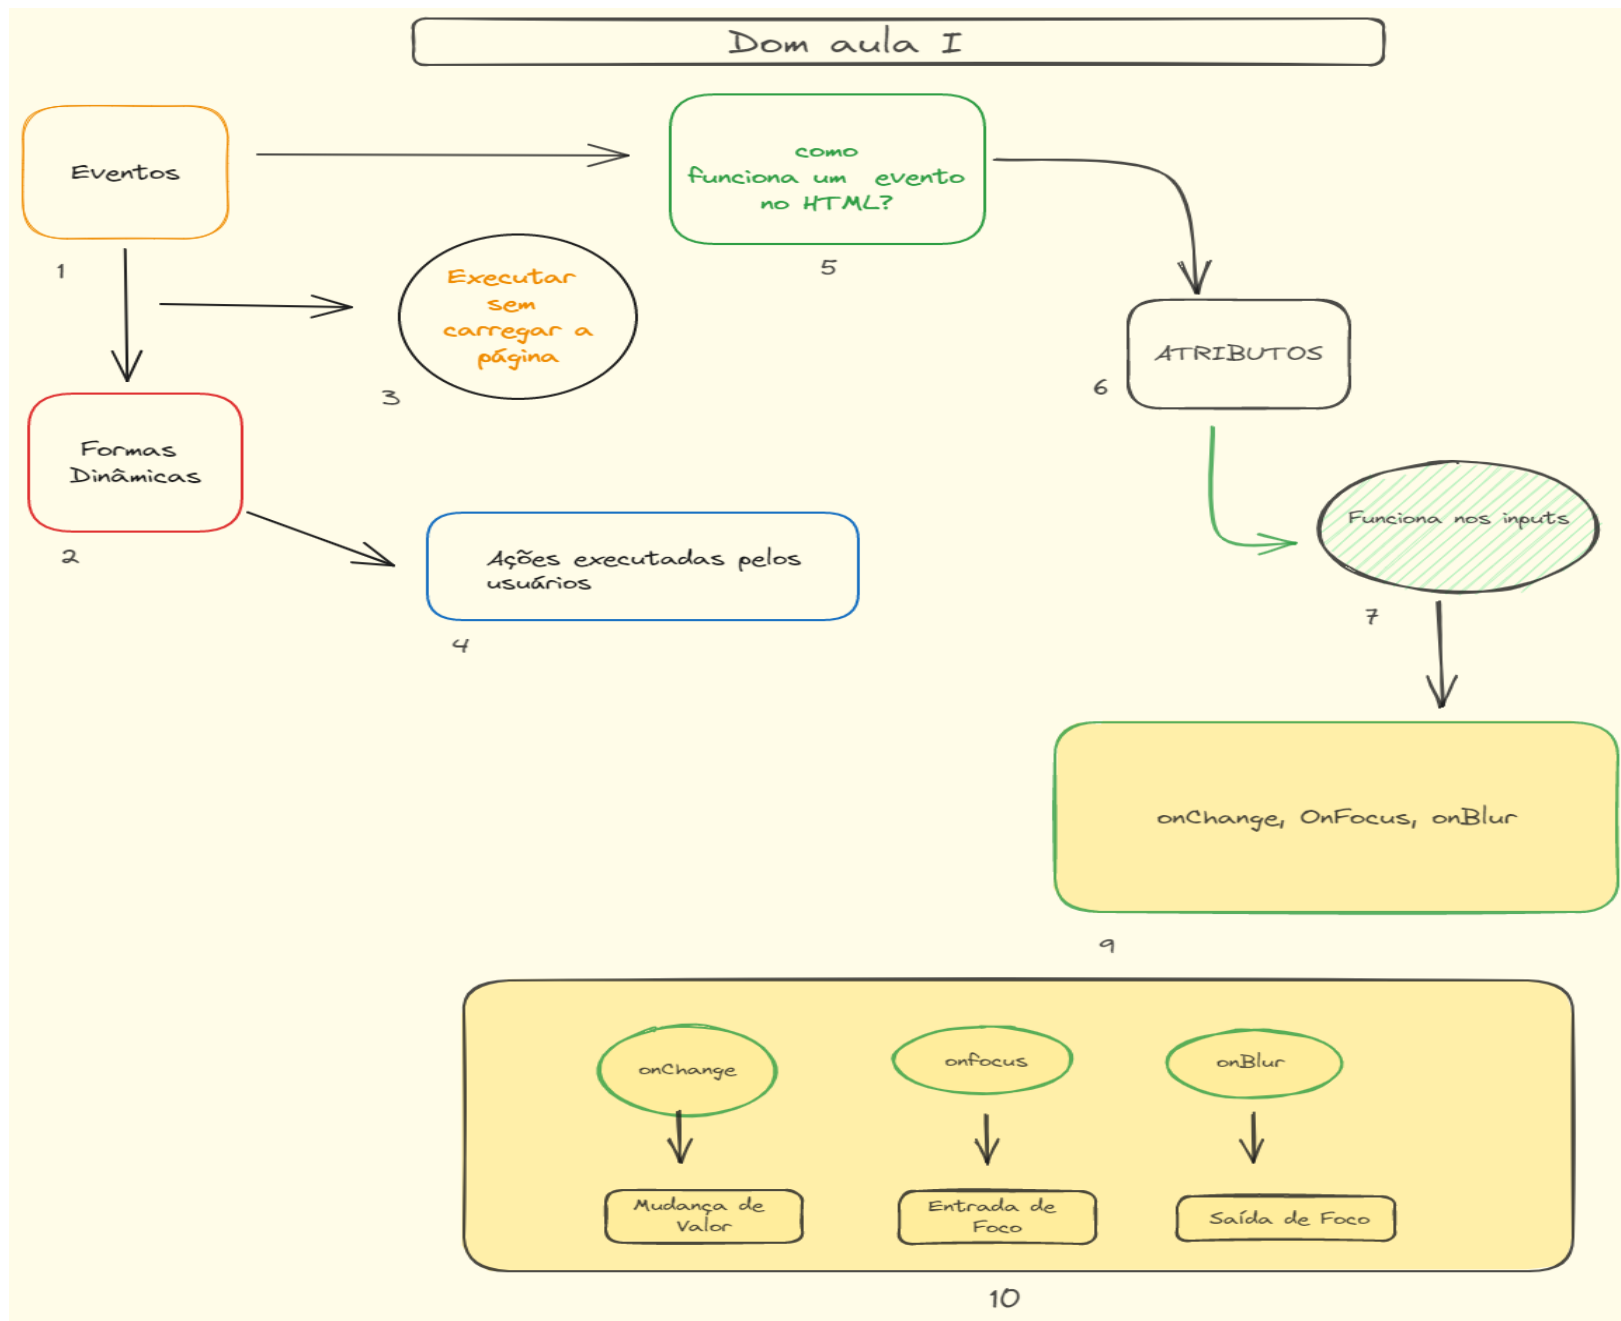 Dom aula I
Eventos
1
como
funciona um evento
no HTML?
5
Executar
sem
carregar a
página
3
Formas
Dinâmicas
2
Ações executadas pelos
usuários
4
ATRIBUTOS
6
Funciona nos inputs
7
onChange, OnFocus, onBlur
9
onChange
onfocus
onBlur
Mudança de
Valor
Entrada de
Foco
Saída de Foco
10